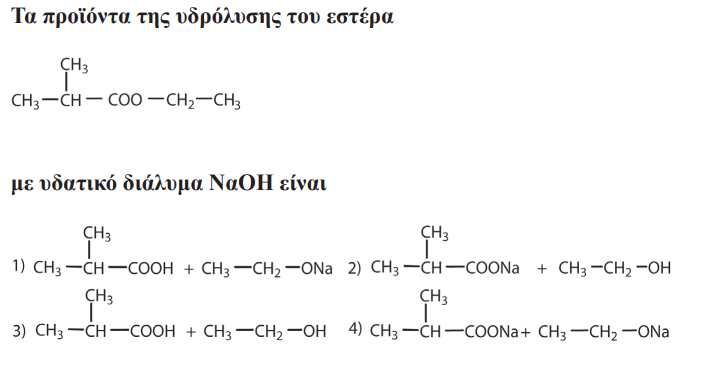 Τα προϊόντα της υδρόλυσης του εστέρα
CH3
CH3—CH—COO—CH2—CH3
με υδατικό διάλυμα NaOH είναι
CH3 CH3
1) CH3—CH—COOH + CH3—CH2—ONa 2) CH3—CH—COONa + CH3—CH2—OH
CH3 CH3
3) CH3—CH—COOH + CH3—CH2—OH 4) CH3—CH—COONa + CH3—CH2—ONa